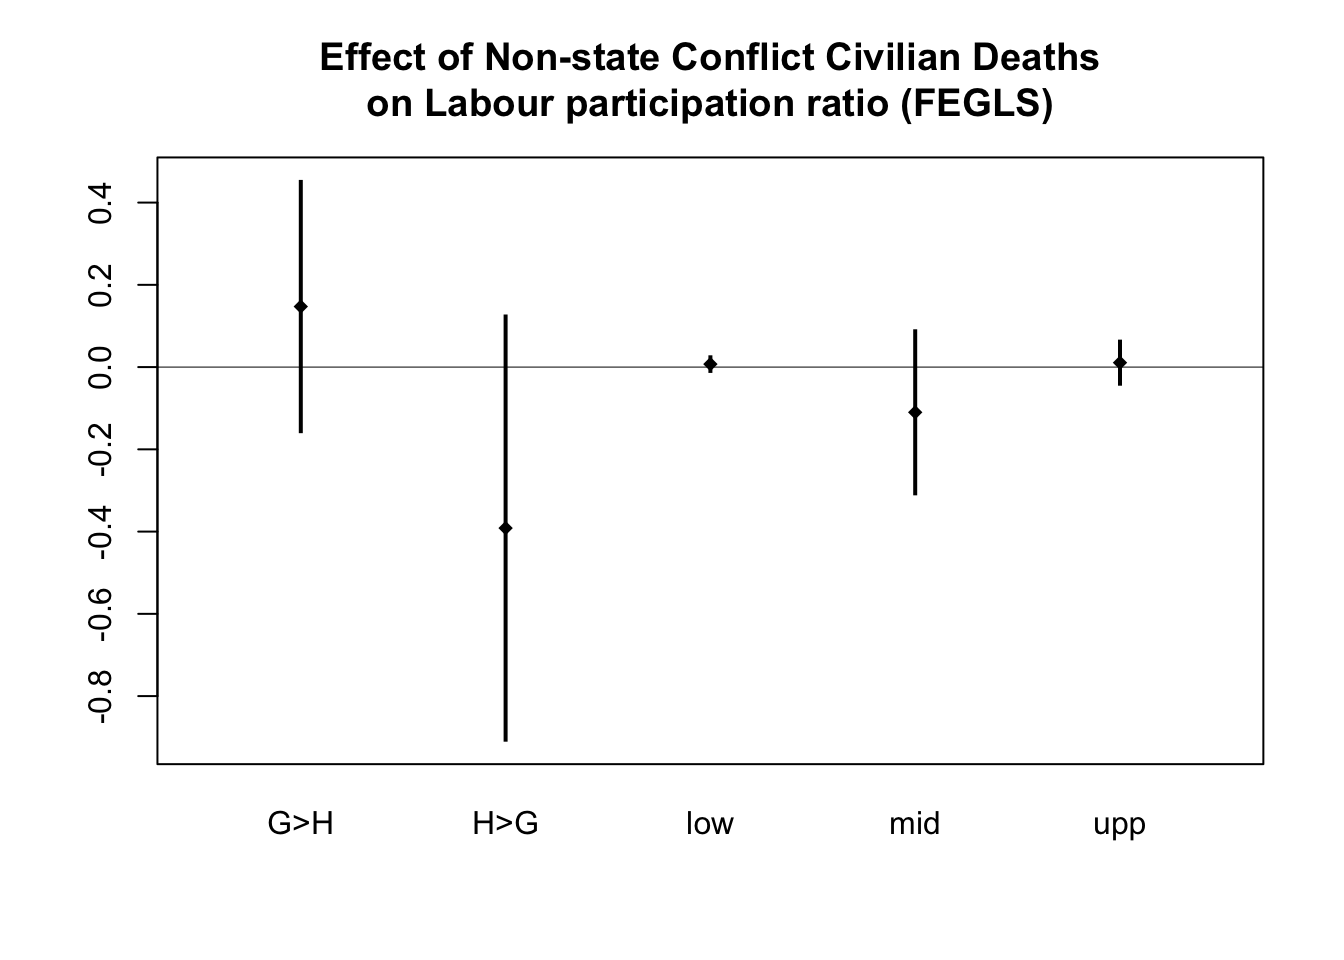 Effect of Non-state Conflict Civilian Deaths
on Labour participation ratio (FEGLS)
0.4
0.2
0.0
-0.2
-0.4
-0.6
-0.8
G>H H>G low mid upp